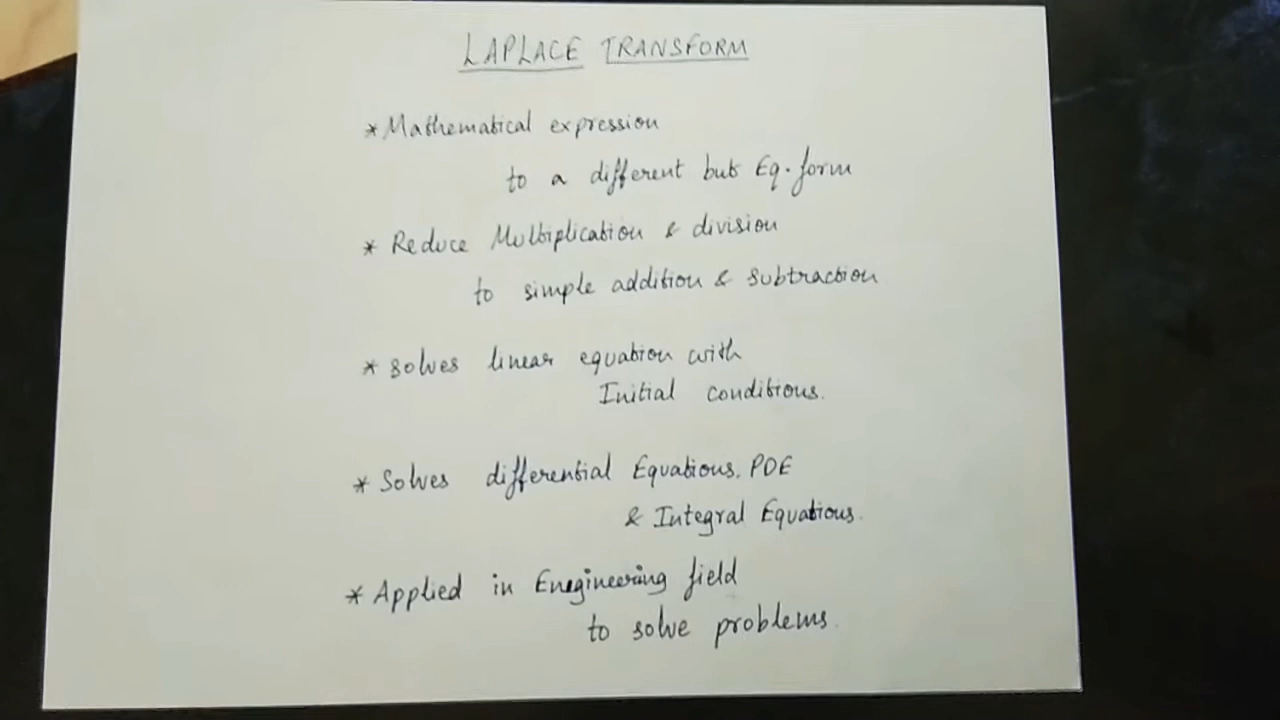 LAPLACE TRANSFORM
* Mathematical expression
to a different but Eq. form
* Reduce Multiplication & division
to simple addition & subtraction
* solves linear equation with
Initial conditions.
* Solves differential Equations. PDE
& Integral Equations.
* Applied in Enegineering field
to solve problems.